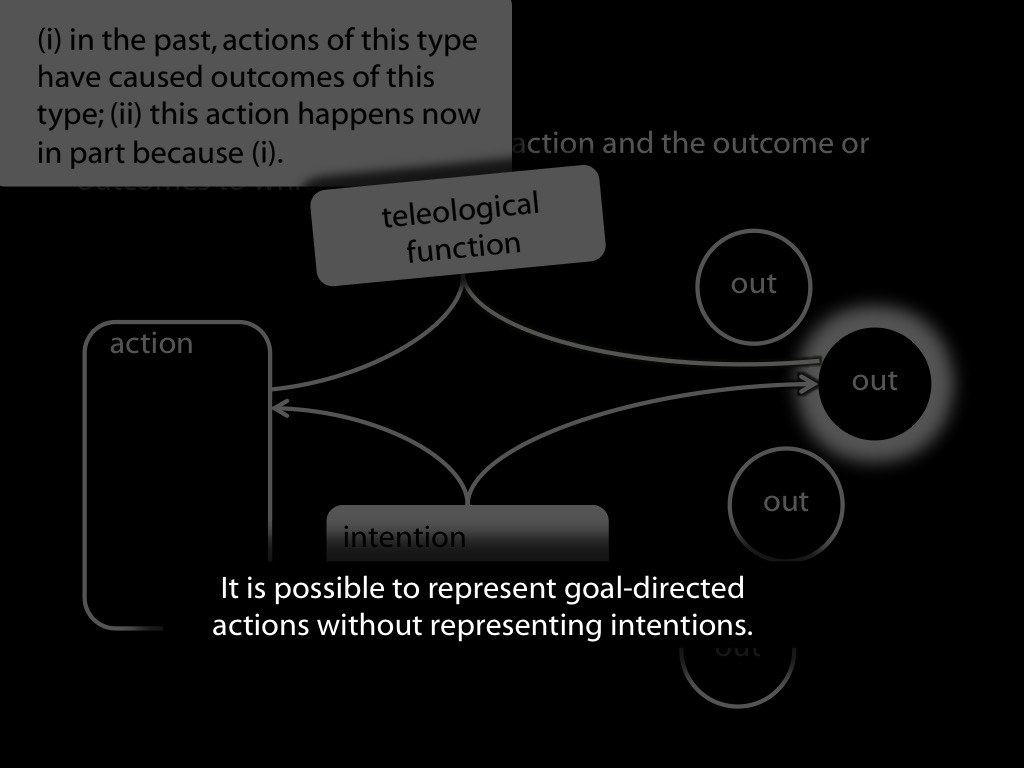 (i) in the past, actions of this type
have caused outcomes of this
type; (ii) this action happens now
in part because (i).
action and the outcome or
outcomes to
teleological
function
out
action
out
out
intention
It is possible to represent goal-directed
actions without representing intentions.
out